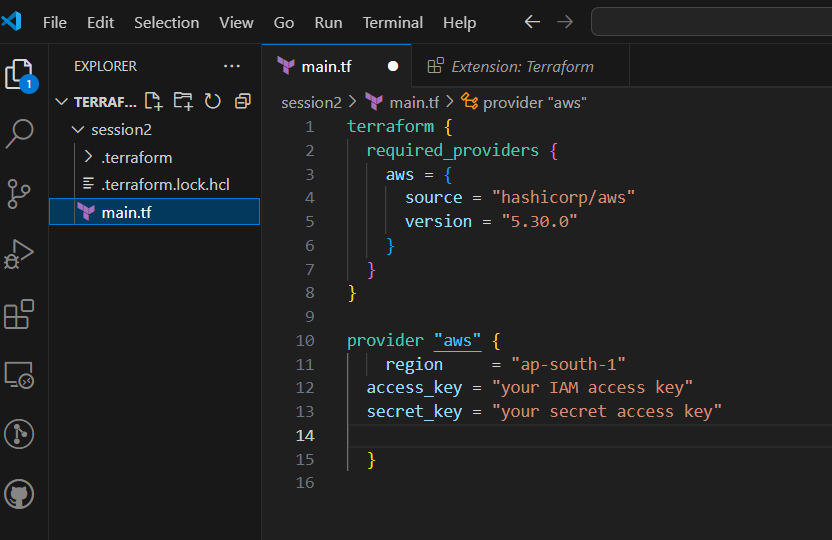 File Edit Selection View Go Run Terminal Help
EXPLORER ...
1
TERRAF...
session2
.terraform
.terraform.lock.hcl
main.tf
main.tf Extension: Terraform
session2 > main.tf > provider "aws"
1 terraform {
2 required_providers {
3 aws = {
4 source = "hashicorp/aws"
5 version = "5.30.0"
6 }
7 }
8 }
9
10 provider "aws" {
11 region = "ap-south-1"
12 access_key = "your IAM access key"
13 secret_key = "your secret access key"
14
15 }
16